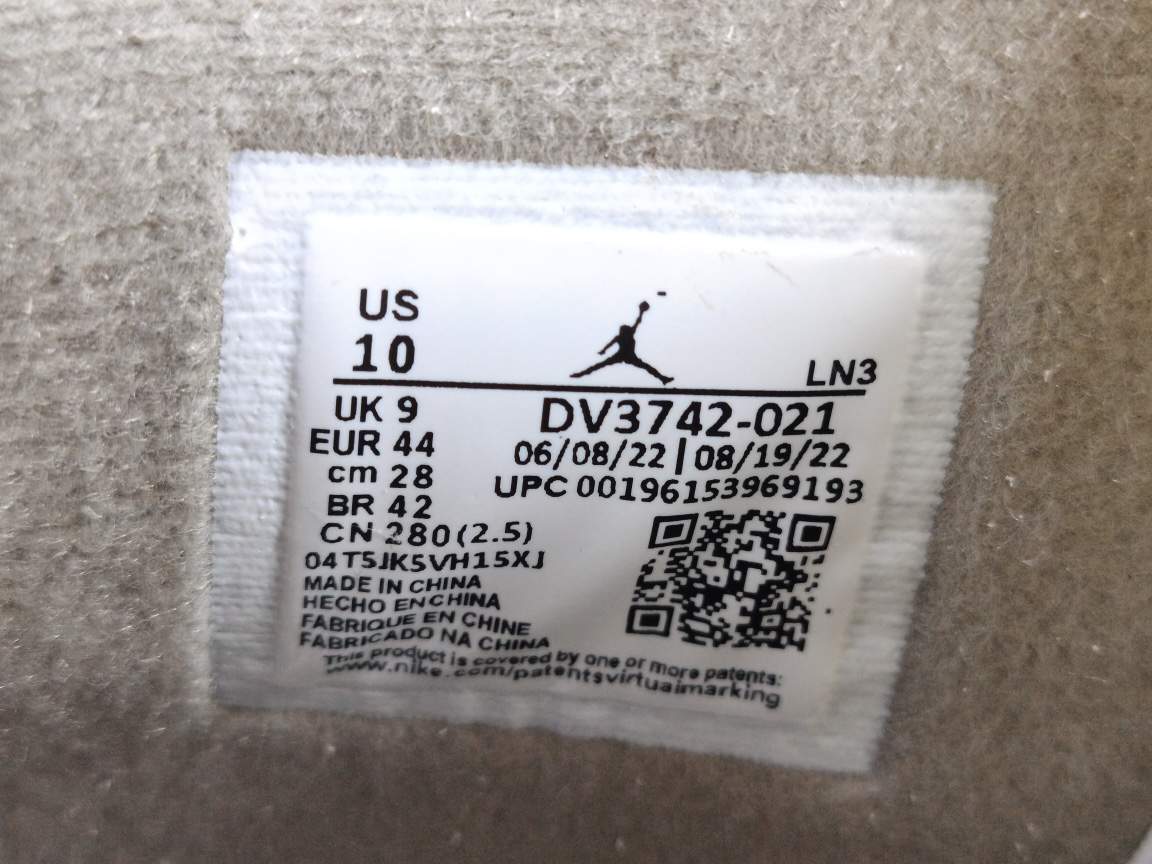 US
10
LN3
UK 9
EUR 44
cm 28
BR 42
CN 280(2.5)
DV3742-021
06/08/22 | 08/19/22
UPC 00196153969193
04T5JK5VH15XJ
MADE IN CHINA
HECHO EN CHINA
FABRIQUE EN CHINE
FABRICADO NA CHINA
This product is covered by one or more patents:
www.nike.com/patentsvirtualmarking